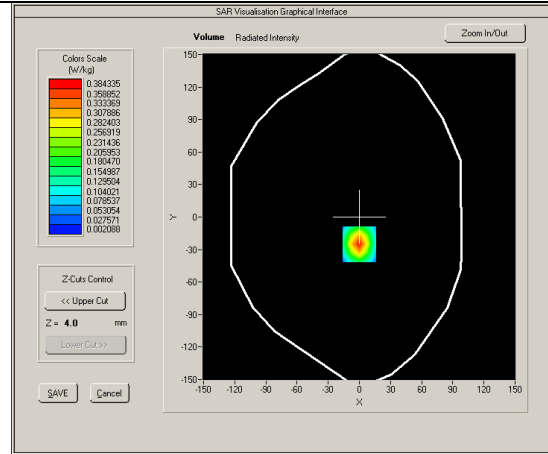 SAR Visualisation Graphical Interface
Volume Radiated Intensity
Zoom In/Out
Colors Scale
(W/kg)
0.384335
0.358852
0.333369
0.307886
0.282403
0.256919
0.231436
0.205953
0.180470
0.154987
0.129504
0.104021
0.078537
0.053054
0.027571
0.002088
Z-Cuts Control
<< Upper Cut
Z = 4.0 mm
Lower Cut >>
SAVE Cancel
150
120
90
60
30
0
-30
-60
-90
-120
-150
Y
-150 -120 -90 -60 -30 0 30 60 90 120 150
X